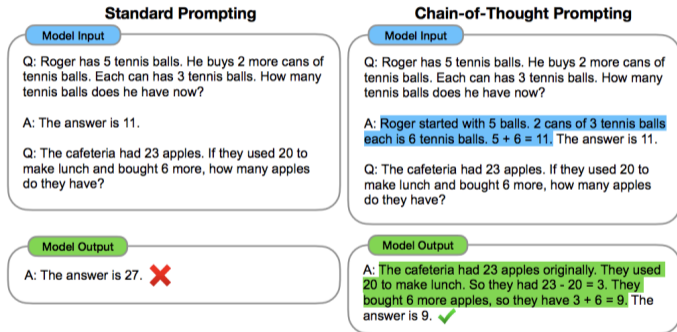 Standard Prompting
Model Input
Q: Roger has 5 tennis balls. He buys 2 more cans of
tennis balls. Each can has 3 tennis balls. How many
tennis balls does he have now?
A: The answer is 11.
Q: The cafeteria had 23 apples. If they used 20 to
make lunch and bought 6 more, how many apples
do they have?
Model Output
A: The answer is 27.
Chain-of-Thought Prompting
Model Input
Q: Roger has 5 tennis balls. He buys 2 more cans of
tennis balls. Each can has 3 tennis balls. How many
tennis balls does he have now?
A: Roger started with 5 balls. 2 cans of 3 tennis balls
each is 6 tennis balls. 5 + 6 = 11. The answer is 11.
Q: The cafeteria had 23 apples. If they used 20 to
make lunch and bought 6 more, how many apples
do they have?
Model Output
A: The cafeteria had 23 apples originally. They used
20 to make lunch. So they had 23 - 20 = 3. They
bought 6 more apples, so they have 3 + 6 = 9. The
answer is 9.